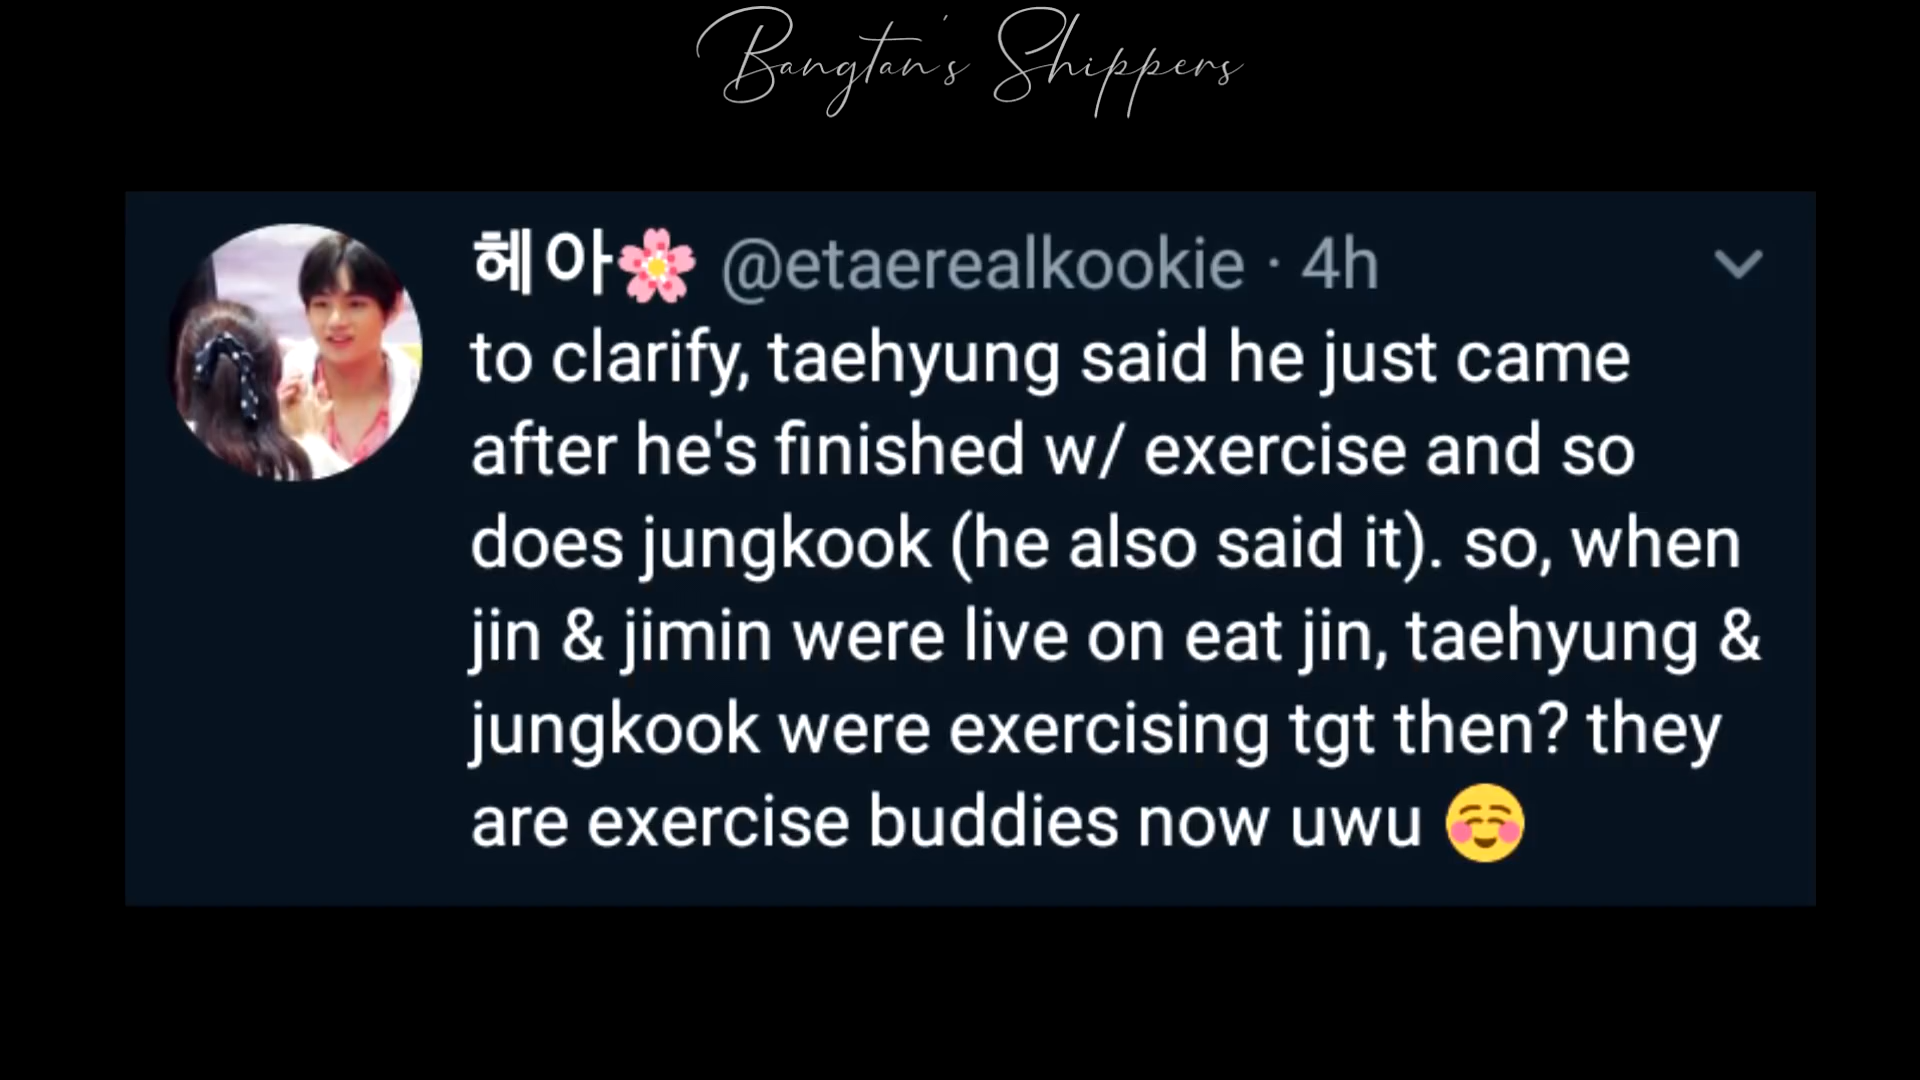 Bangtan's Shippers
헤아🌸 @etaerealkookie · 4h
to clarify, taehyung said he just came
after he's finished w/ exercise and so
does jungkook (he also said it). so, when
jin & jimin were live on eat jin, taehyung &
jungkook were exercising tgt then? they
are exercise buddies now uwu ☺️